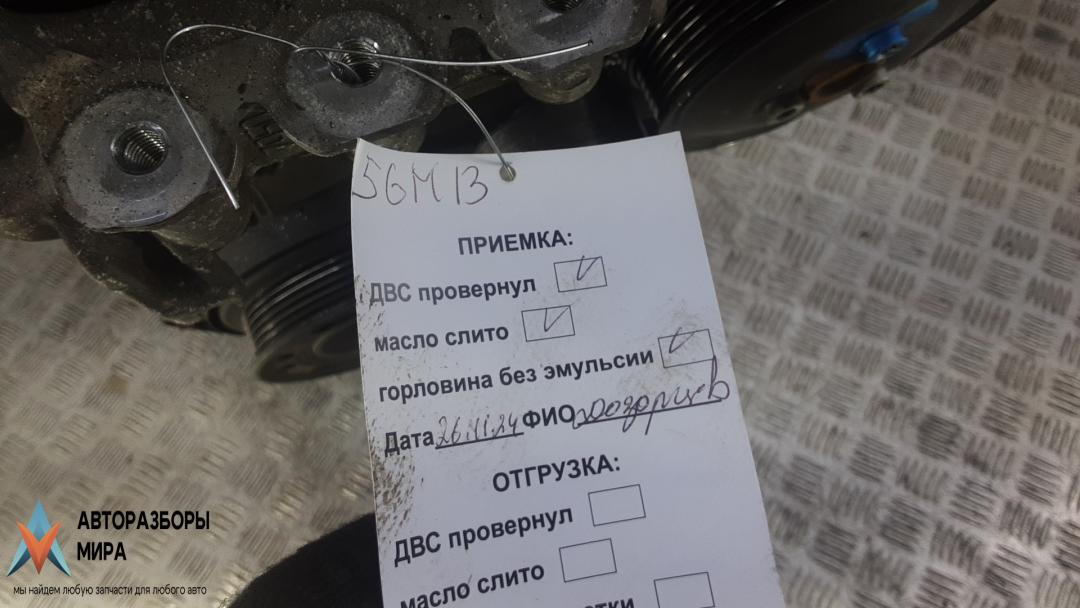 56М13
ПРИЕМКА:
ДВС провернул
масло слито
горловина без эмульсии
Дата 26.11.24 ФИО
ОТГРУЗКА:
ДВС провернул
масло слито
АВТОРАЗБОРЫ
МИРА
мы найдем любую запчасти для любого авто